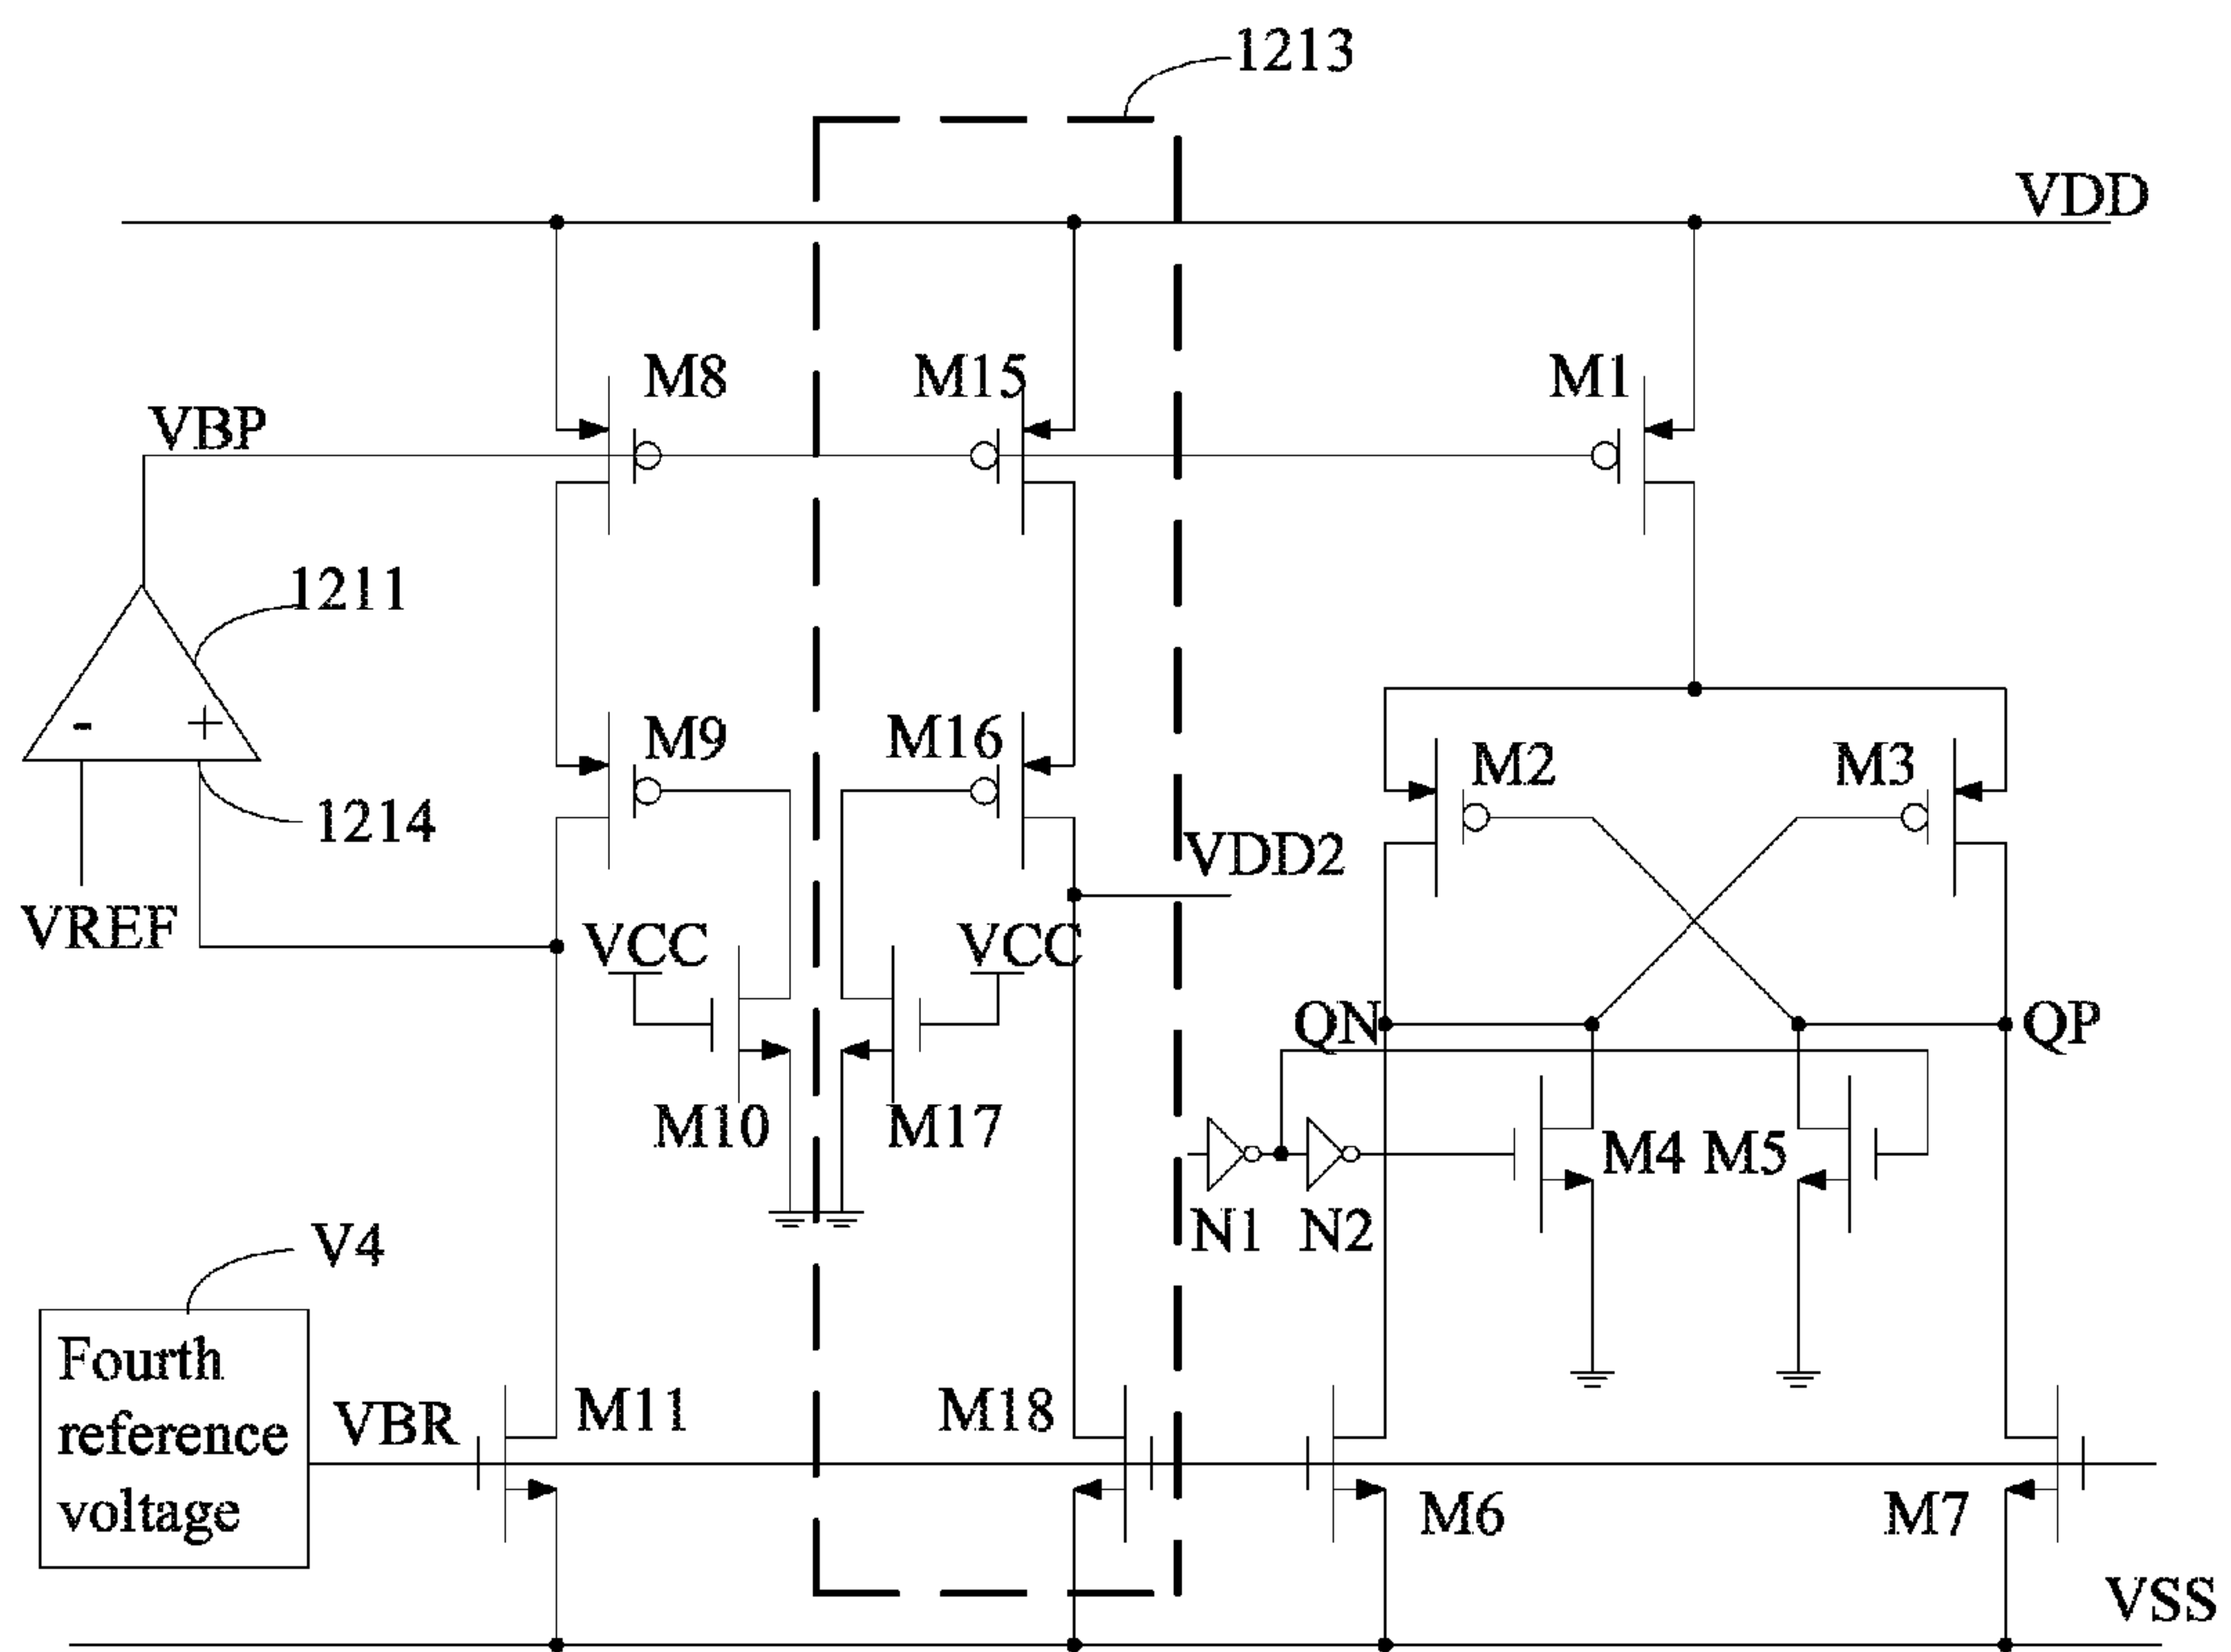 1213
VDD
M8
M15
M1
VBP
1211
M9
M16
M2
M3
- +
1214
VDD2
VREF
VCC
VCC
QN
QP
M10
M17
M4
M5
N1
N2
V4
Fourth
reference
voltage
VBR
M11
M18
M6
M7
VSS